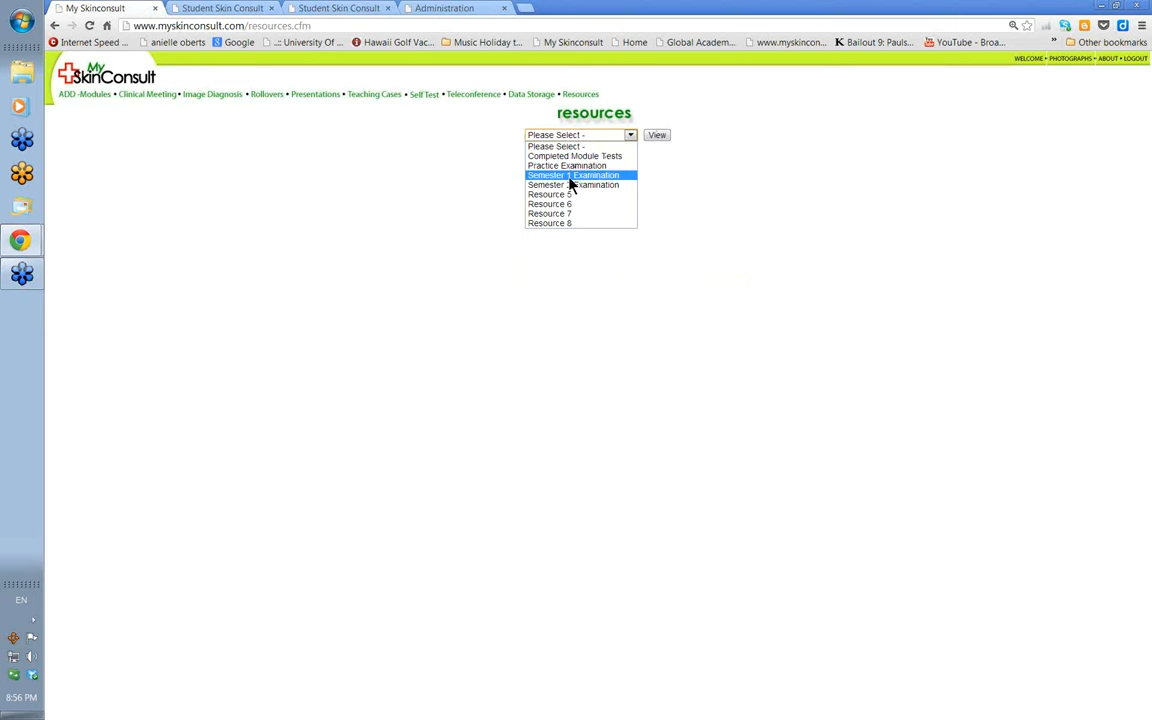 My Skinconsult
Student Skin Consult
Student Skin Consult
Administration
www.myskinconsult.com/resources.cfm
Internet Speed ...
anielle oberts
Google
..:: University Of ...
Hawaii Golf Vac...
Music Holiday t...
My Skinconsult
Home
Global Academ...
www.myskincon...
Bailout 9: Pauls...
YouTube - Broa...
»
Other bookmarks
WELCOME • PHOTOGRAPHS • ABOUT • LOGOUT
My
SkinConsult
ADD -Modules • Clinical Meeting • Image Diagnosis • Rollovers • Presentations • Teaching Cases • Self Test • Teleconference • Data Storage • Resources
resources
Please Select -
View
Please Select -
Completed Module Tests
Practice Examination
Semester 1 Examination
Semester Examination
Resource 5
Resource 6
Resource 7
Resource 8
EN
8:56 PM